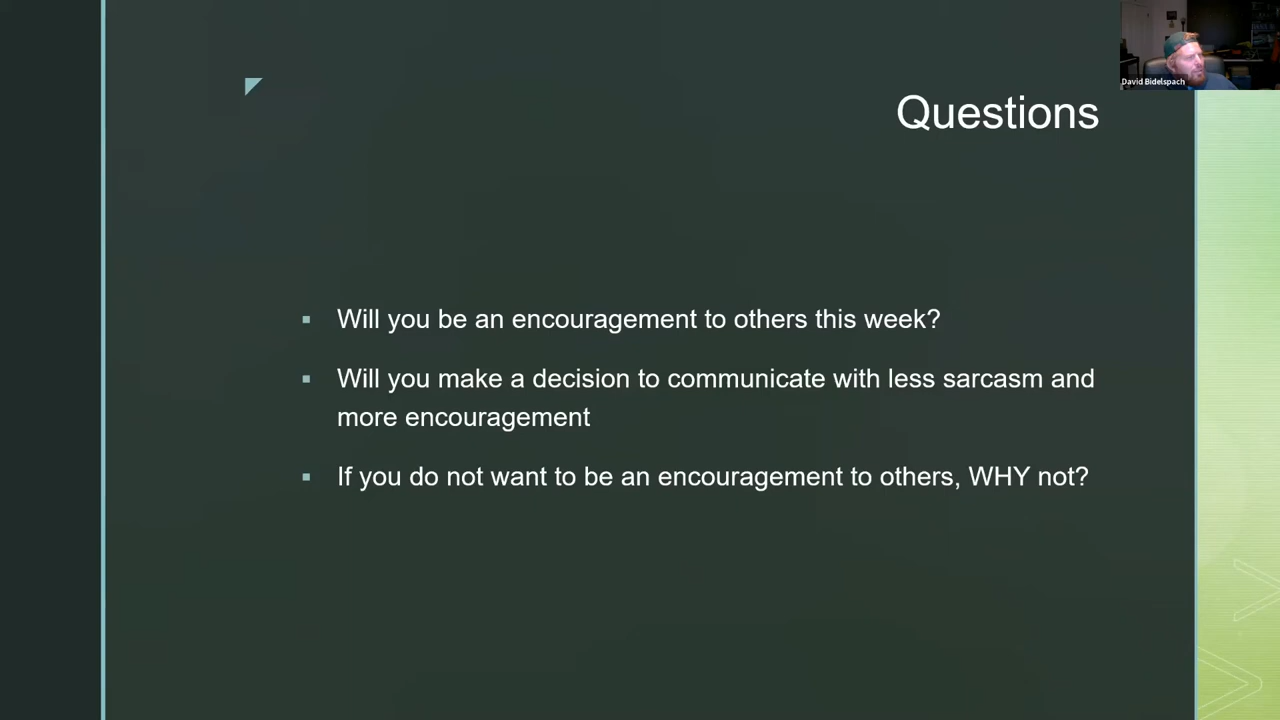 David Bidelspach
Questions
Will you be an encouragement to others this week?
Will you make a decision to communicate with less sarcasm and
more encouragement
If you do not want to be an encouragement to others, WHY not?